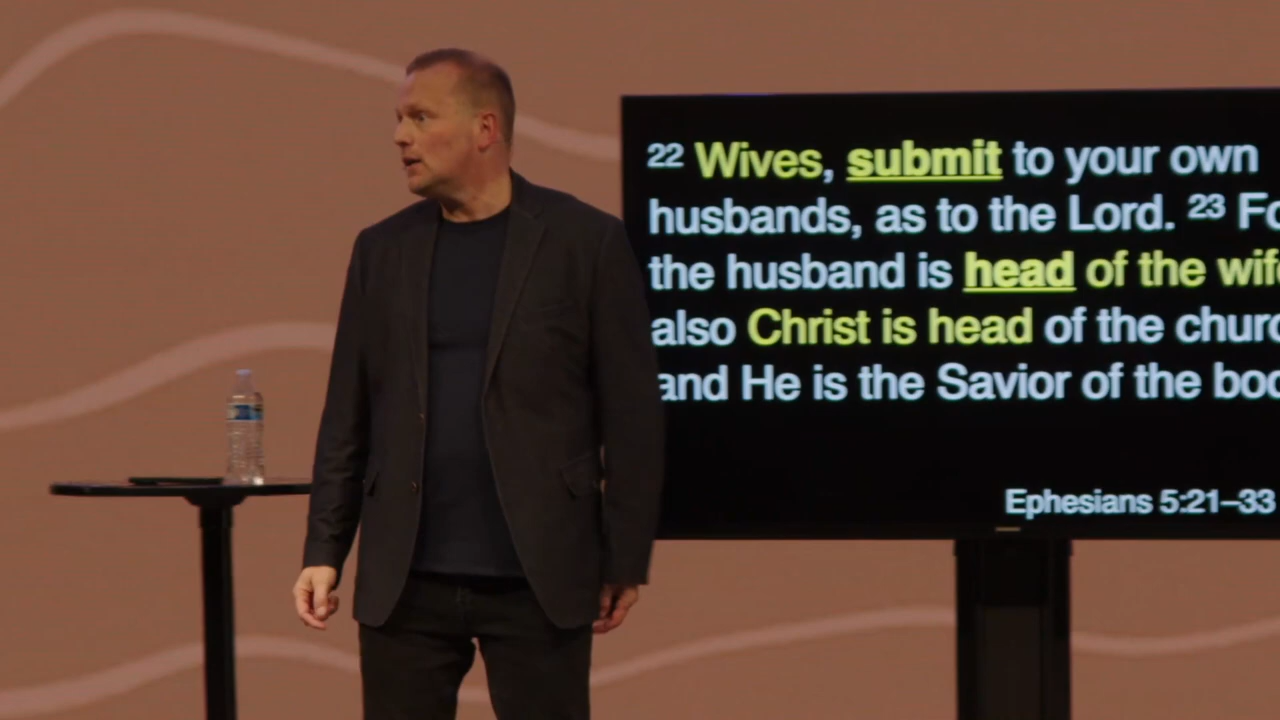 22 Wives, submit to your own
husbands, as to the Lord. 23
the husband is head of the
also Christ is head of the
and He is the Savior of the
Ephesians 5:21–33